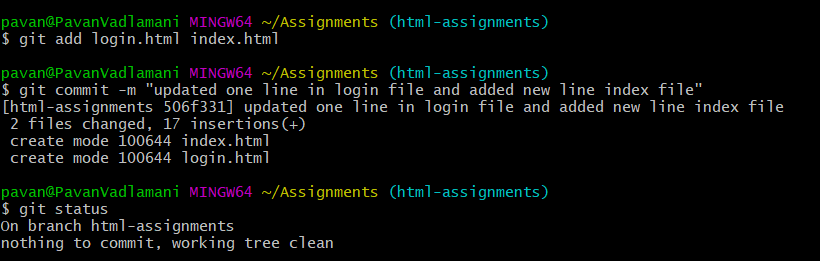 pavan@PavanVadlamani MINGW64 ~/Assignments (html-assignments)
$ git add login.html index.html
pavan@PavanVadlamani MINGW64 ~/Assignments (html-assignments)
$ git commit -m "updated one line in login file and added new line index file"
[html-assignments 506f331] updated one line in login file and added new line index file
 2 files changed, 17 insertions(+)
 create mode 100644 index.html
 create mode 100644 login.html
pavan@PavanVadlamani MINGW64 ~/Assignments (html-assignments)
$ git status
On branch html-assignments
nothing to commit, working tree clean